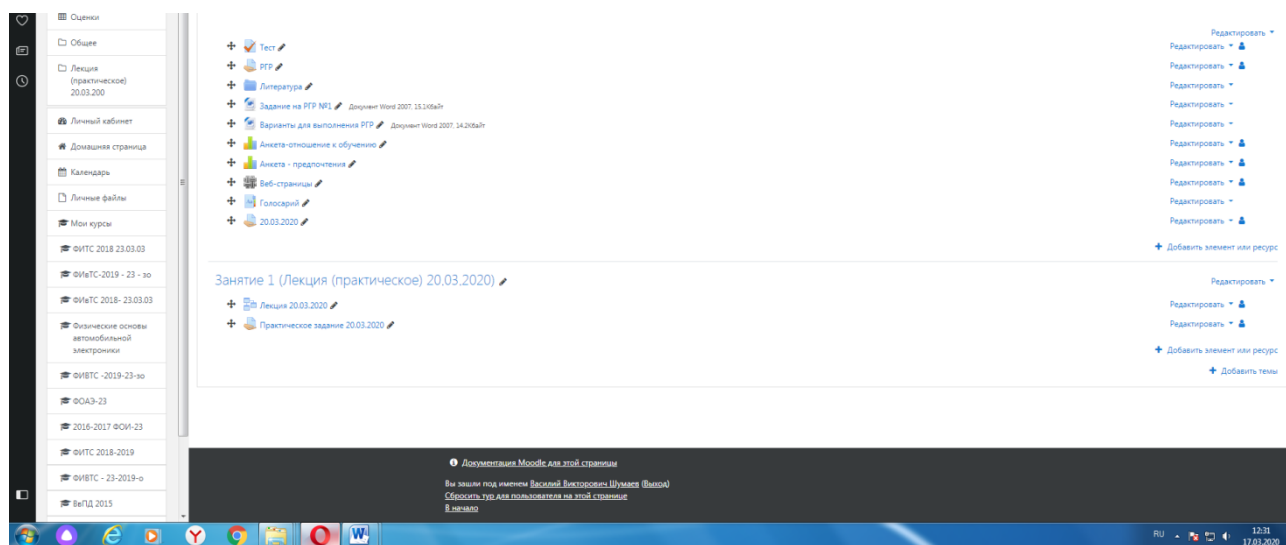 Оценки
Общее
Лекция
(практическое)
20.03.200
Личный кабинет
Домашняя страница
Календарь
Личные файлы
Мои курсы
ФИТС 2018 23.03.03
ФИвТС-2019 - 23 - зо
ФИвТС 2018- 23.03.03
Физические основы
автомобильной
электроники
ФИВТС -2019-23-зо
ФОАЭ-23
2016-2017 ФОИ-23
ФИТС 2018-2019
ФИВТС - 23-2019-о
ВвПД 2015
Редактировать
Тест Редактировать
РГР Редактировать
Литература Редактировать
Задание на РГР №1 Документ Word 2007, 15.1Кбайт Редактировать
Варианты для выполнения РГР Документ Word 2007, 14.2Кбайт Редактировать
Анкета-отношение к обучению Редактировать
Анкета - предпочтения Редактировать
Веб-страницы Редактировать
Голосарий Редактировать
20.03.2020 Редактировать
Добавить элемент или ресурс
Занятие 1 (Лекция (практическое) 20.03.2020) Редактировать
Лекция 20.03.2020 Редактировать
Практическое задание 20.03.2020 Редактировать
Добавить элемент или ресурс
Добавить темы
Документация Moodle для этой страницы
Вы зашли под именем Василий Викторович Шумаев (Выход)
Сбросить тур для пользователя на этой странице
В начало
RU 12:31
17.03.2020